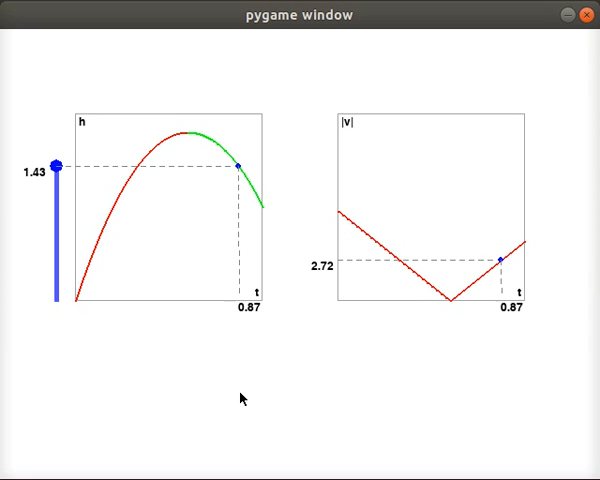 pygame window
h
|v|
1.43
2.72
t
t
0.87
0.87